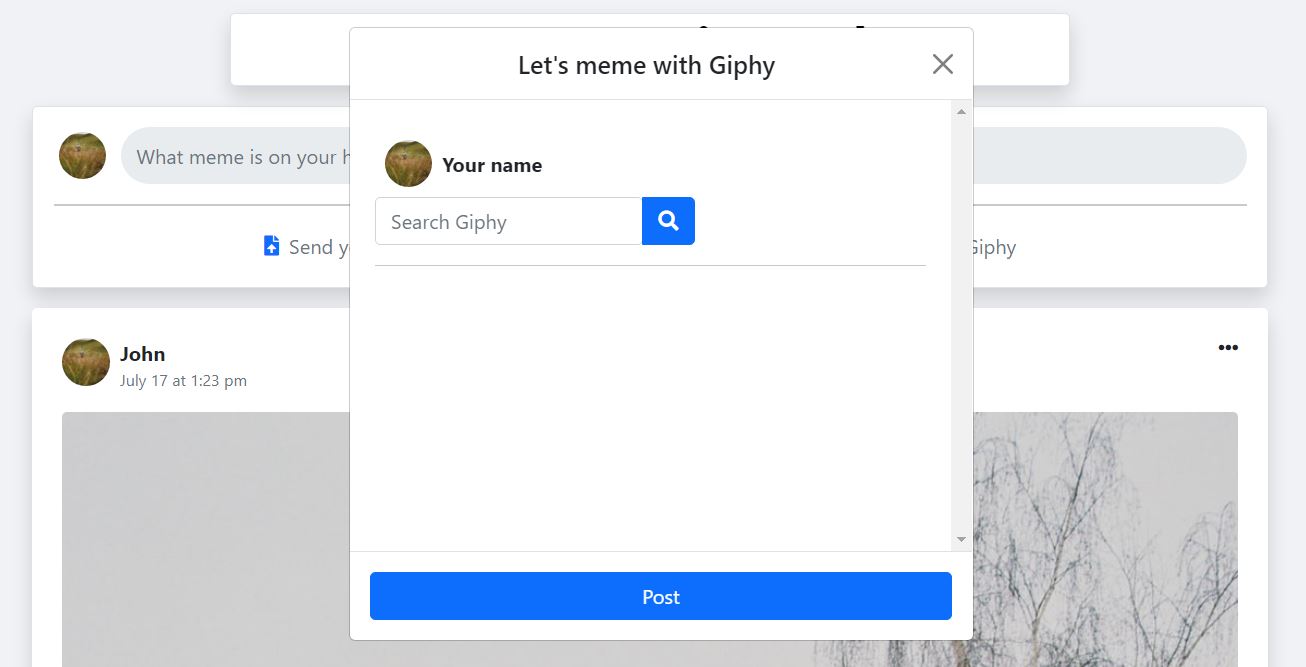 Let's meme with Giphy
What meme is on your h
Your name
Search Giphy
Send y
Giphy
John
July 17 at 1:23 pm
Post